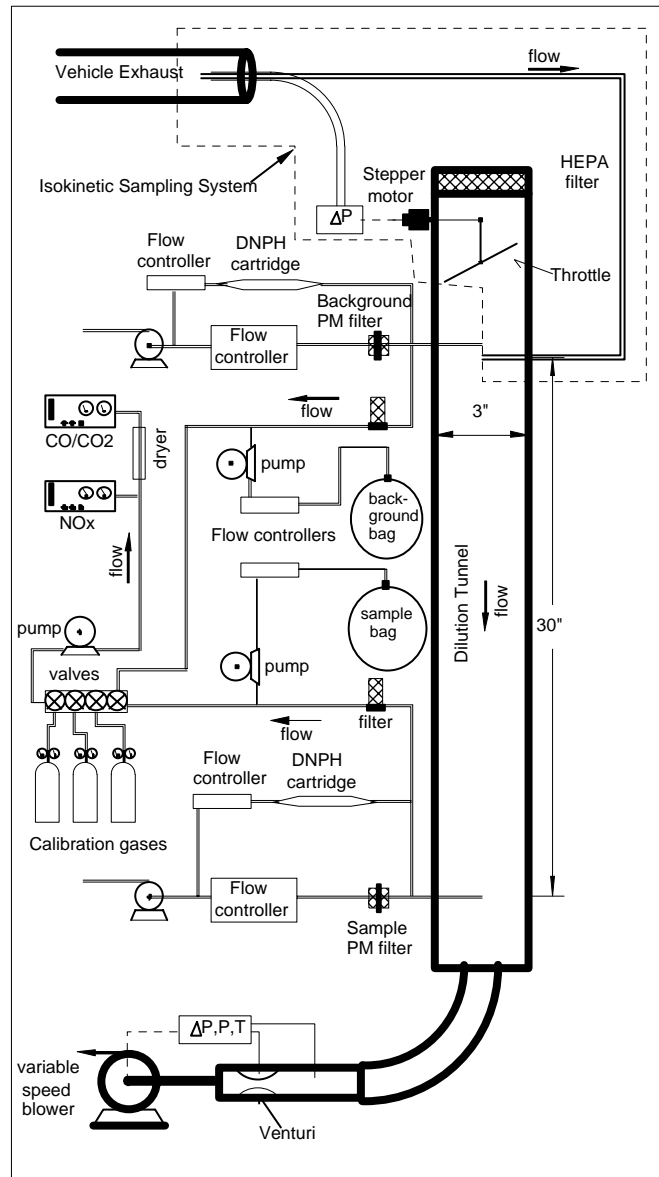 Vehicle Exhaust
flow
Isokinetic Sampling System
Stepper
motor
HEPA
filter
ΔP
Throttle
Flow
controller
DNPH
cartridge
Background
PM filter
Flow
controller
flow
3"
CO/CO2
dryer
pump
NOx
back-
ground
bag
Flow controllers
flow
Dilution Tunnel
flow
30"
sample
bag
pump
pump
valves
filter
flow
Flow
controller
DNPH
cartridge
Calibration gases
Flow
controller
Sample
PM filter
ΔP,P,T
variable
speed
blower
Venturi